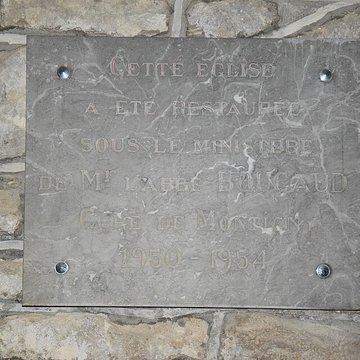 CETTE EGLISE
A ETE RESTAUREE
SOUS LE MINISTERE
DE Mr L'ABBE BOUGAUD
CURE DE MONTIGNY
1950-1954